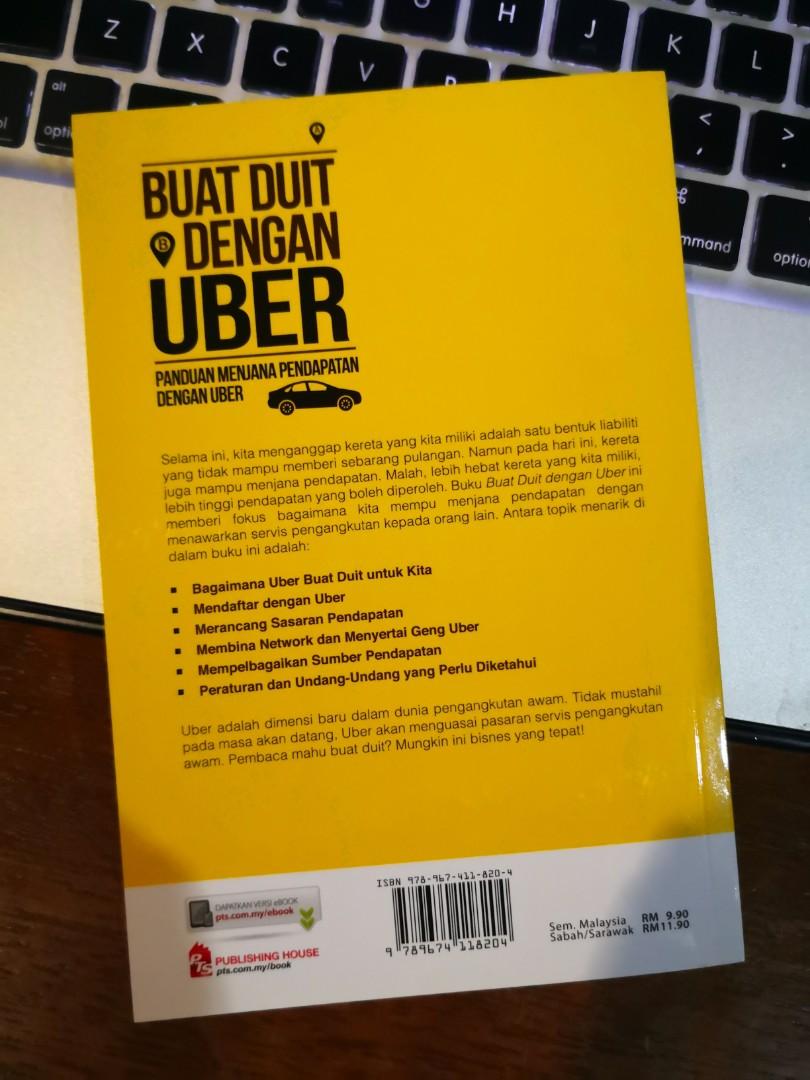 Z
X
C
V
H
J
K
L
alt
opti
<
,
>
.
⌘
mmand
option
A
BUAT DUIT
B DENGAN
UBER
PANDUAN MENJANA PENDAPATAN
DENGAN UBER
Selama ini, kita menganggap kereta yang kita miliki adalah satu bentuk liabiliti
yang tidak mampu memberi sebarang pulangan. Namun pada hari ini, kereta
juga mampu menjana pendapatan. Malah, lebih hebat kereta yang kita miliki,
lebih tinggi pendapatan yang boleh diperoleh. Buku Buat Duit dengan Uber ini
memberi fokus bagaimana kita mempu menjana pendapatan dengan
menawarkan servis pengangkutan kepada orang lain. Antara topik menarik di
dalam buku ini adalah:
▪ Bagaimana Uber Buat Duit untuk Kita
▪ Mendaftar dengan Uber
▪ Merancang Sasaran Pendapatan
▪ Membina Network dan Menyertai Geng Uber
▪ Mempelbagaikan Sumber Pendapatan
▪ Peraturan dan Undang-Undang yang Perlu Diketahui
Uber adalah dimensi baru dalam dunia pengangkutan awam. Tidak mustahil
pada masa akan datang, Uber akan menguasai pasaran servis pengangkutan
awam. Pembaca mahu buat duit? Mungkin ini bisnes yang tepat!
DAPATKAN VERSI eBOOK
pts.com.my/ebook
PTS PUBLISHING HOUSE
pts.com.my/book
ISBN 978-967-411-820-4
9 789674 118204
Sem. Malaysia RM 9.90
Sabah/Sarawak RM11.90